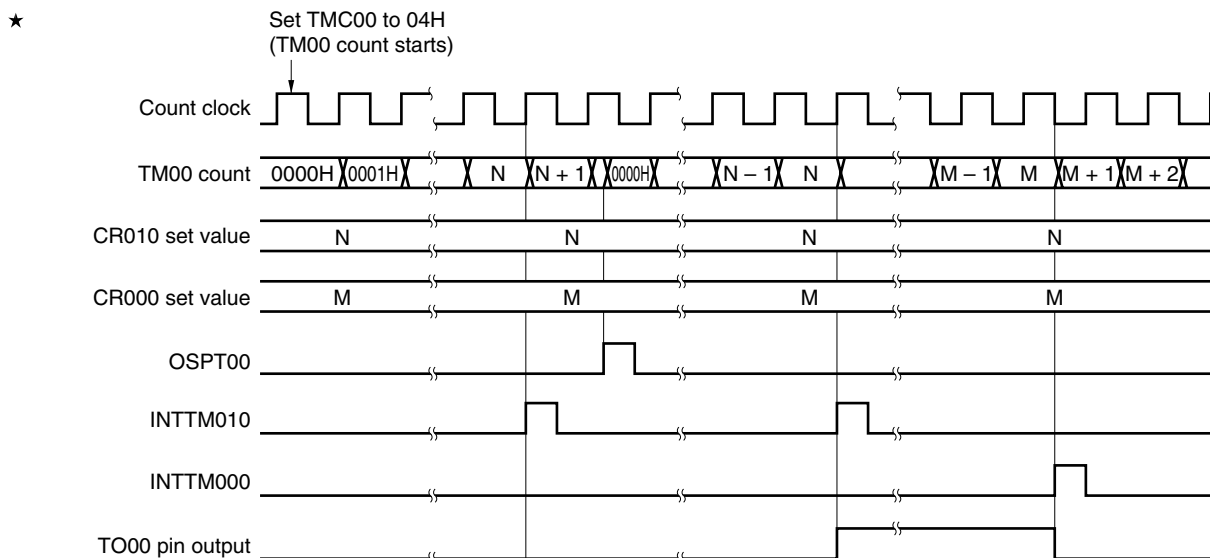 ★
Set TMC00 to 04H
(TM00 count starts)
Count clock
TM00 count 0000H 0001H N N + 1 0000H N − 1 N M − 1 M M + 1 M + 2
CR010 set value N N N N
CR000 set value M M M M
OSPT00
INTTM010
INTTM000
TO00 pin output